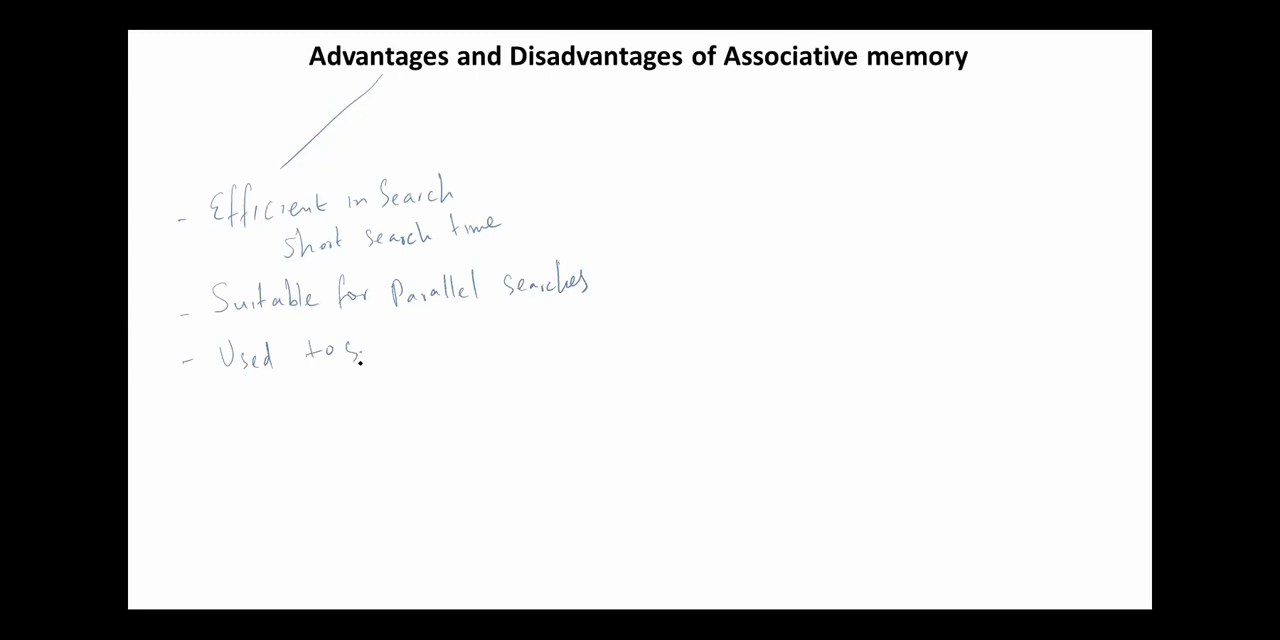 Advantages and Disadvantages of Associative memory
- Efficient in Search
Short search time
- Suitable for Parallel searches
- Used to s